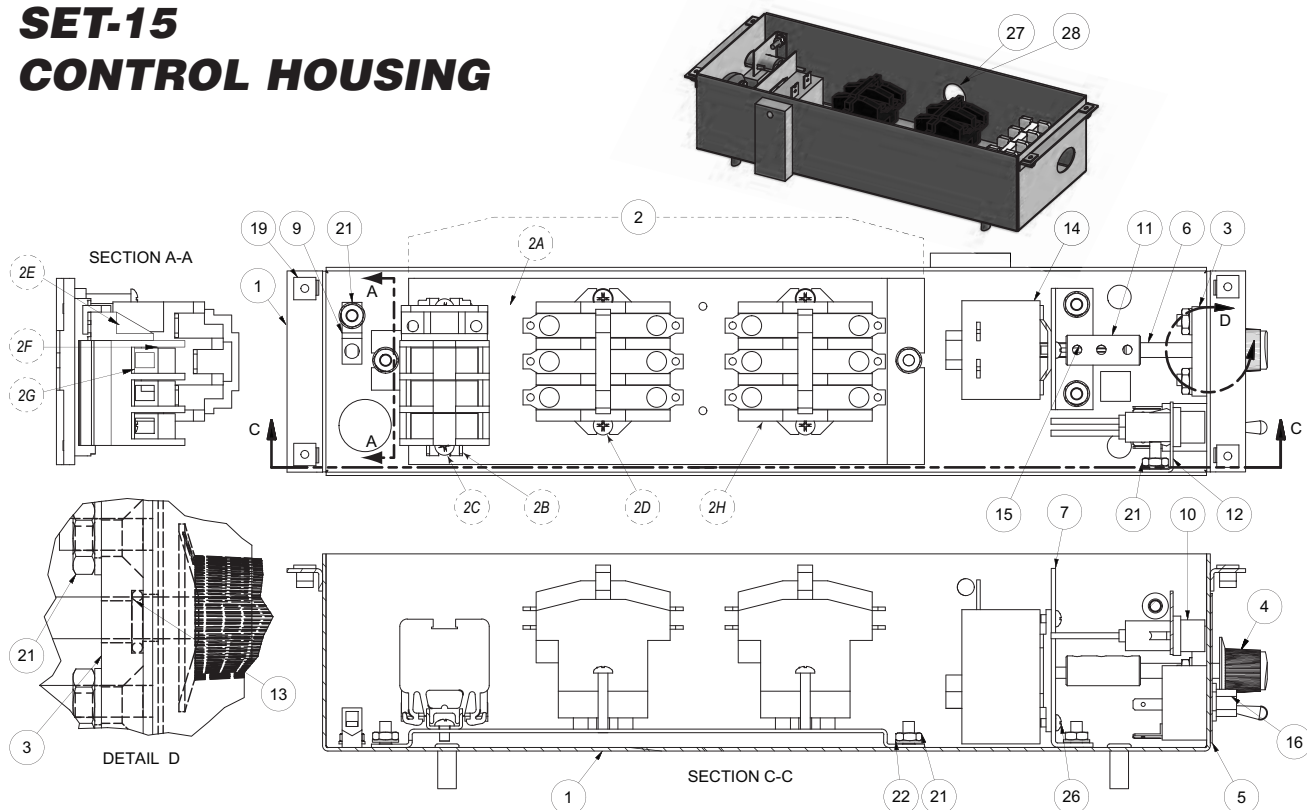 SET-15
CONTROL HOUSING
27 28
2
19 9 21 2A 14 11 6 3
SECTION A-A
2E
1
A
D
2F
2G
C
A
C
2C 2B 2D 2H 15 21 12
7 10
4
21
13
3
DETAIL D
16
SECTION C-C
1 22 21 26 5